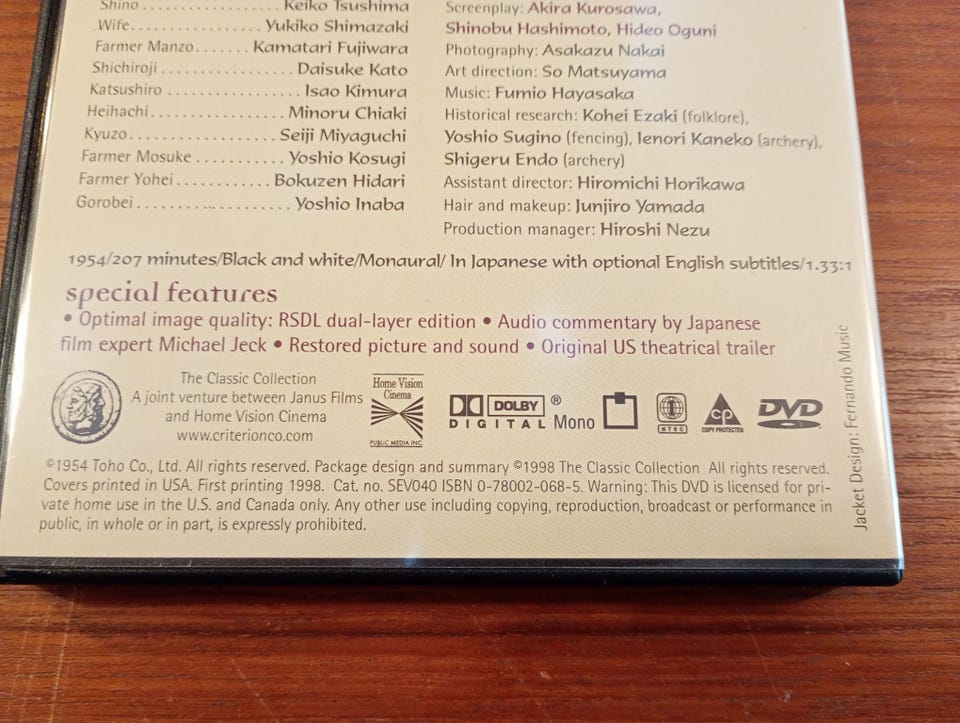 Shino ............... Keiko Tsushima
Wife................. Yukiko Shimazaki
Farmer Manzo....... Kamatari Fujiwara
Shichiroji ................. Daisuke Kato
Katsushiro ................ Isao Kimura
Heihachi................. Minoru Chiaki
Kyuzo.................. Seiji Miyaguchi
Farmer Mosuke .......... Yoshio Kosugi
Farmer Yohei............ Bokuzen Hidari
Gorobei..................... Yoshio Inaba
Screenplay: Akira Kurosawa,
Shinobu Hashimoto, Hideo Oguni
Photography: Asakazu Nakai
Art direction: So Matsuyama
Music: Fumio Hayasaka
Historical research: Kohei Ezaki (folklore),
Yoshio Sugino (fencing), Ienori Kaneko (archery),
Shigeru Endo (archery)
Assistant director: Hiromichi Horikawa
Hair and makeup: Junjiro Yamada
Production manager: Hiroshi Nezu
1954/207 minutes/Black and white/Monaural/ In Japanese with optional English subtitles/1.33:1
special features
• Optimal image quality: RSDL dual-layer edition • Audio commentary by Japanese
film expert Michael Jeck • Restored picture and sound • Original US theatrical trailer
The Classic Collection
A joint venture between Janus Films
and Home Vision Cinema
www.criterionco.com
Home Vision
Cinema
PUBLIC MEDIA INC.
DOLBY ®
DIGITAL Mono
NTSC
CP
COPY PROTECTED
DVD
©1954 Toho Co., Ltd. All rights reserved. Package design and summary ©1998 The Classic Collection All rights reserved.
Covers printed in USA. First printing 1998. Cat. no. SEV040 ISBN 0-78002-068-5. Warning: This DVD is licensed for pri-
vate home use in the U.S. and Canada only. Any other use including copying, reproduction, broadcast or performance in
public, in whole or in part, is expressly prohibited.
Jacket Design: Fernando Music